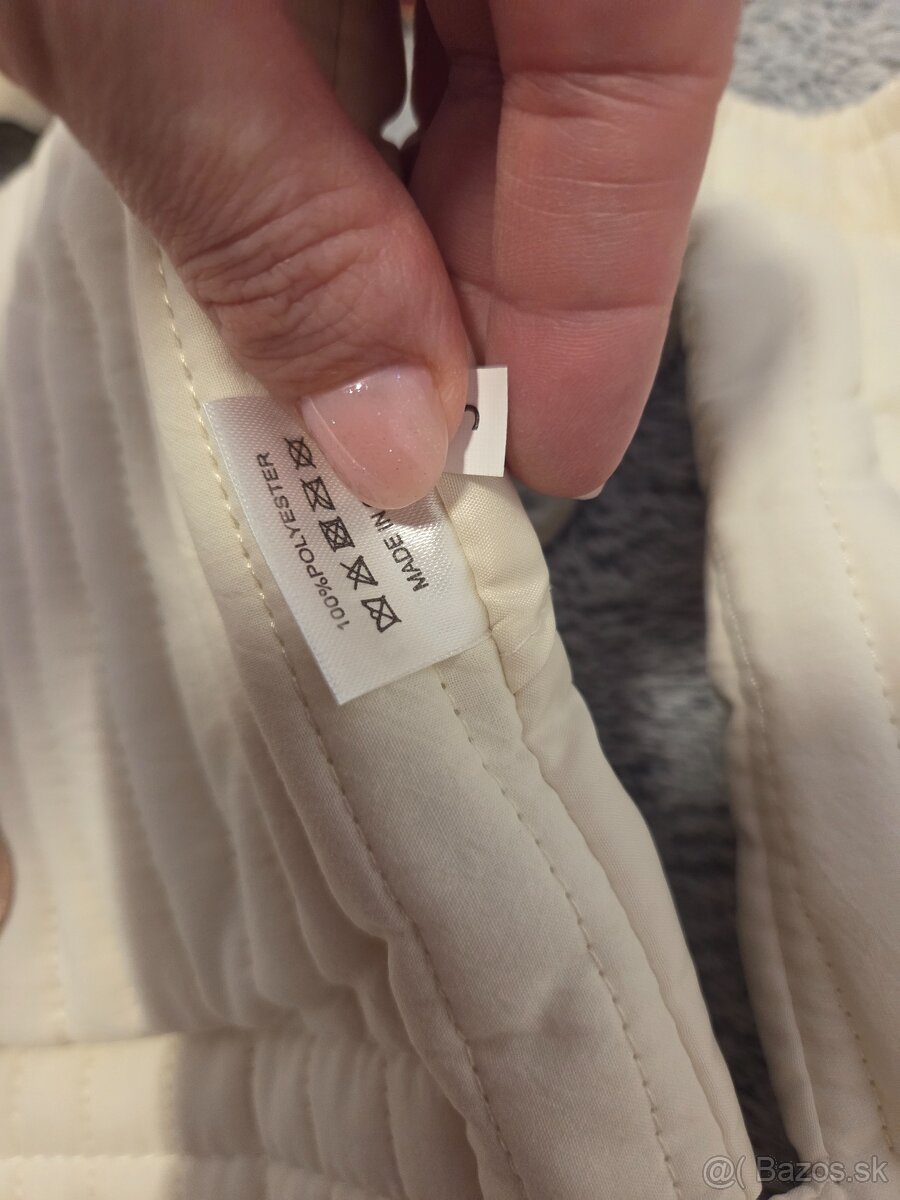 100%POLYESTER
MADE IN
@( Bazos.sk